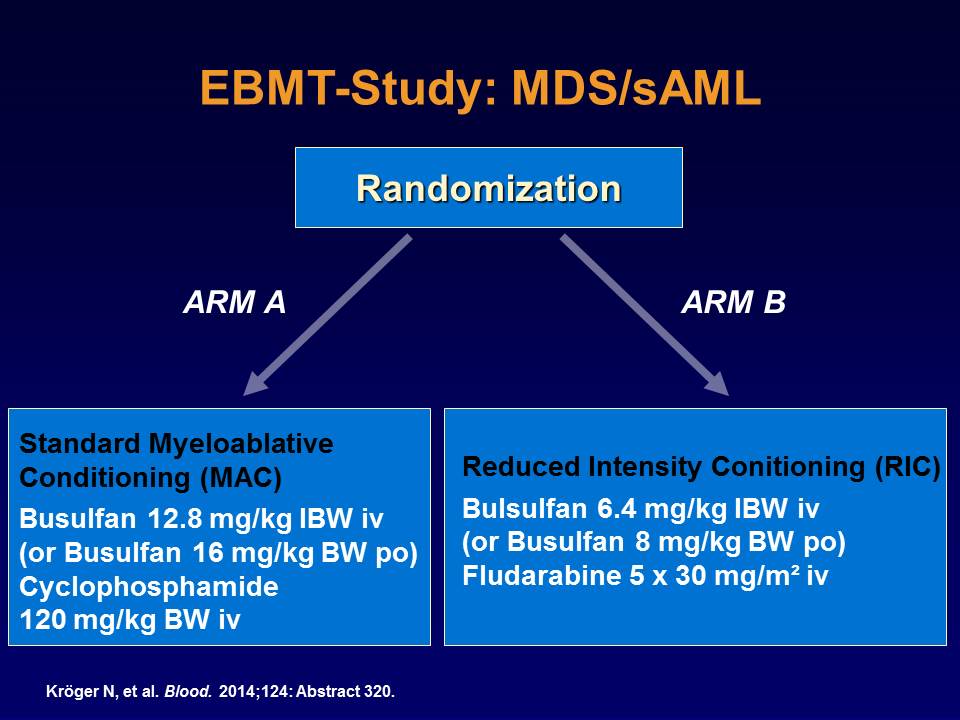 EBMT-Study: MDS/sAML
Randomization
ARM A
ARM B
Standard Myeloablative
Conditioning (MAC)
Busulfan 12.8 mg/kg IBW iv
(or Busulfan 16 mg/kg BW po)
Cyclophosphamide
120 mg/kg BW iv
Reduced Intensity Conitioning (RIC)
Bulsulfan 6.4 mg/kg IBW iv
(or Busulfan 8 mg/kg BW po)
Fludarabine 5 x 30 mg/m² iv
Kröger N, et al. Blood. 2014;124: Abstract 320.